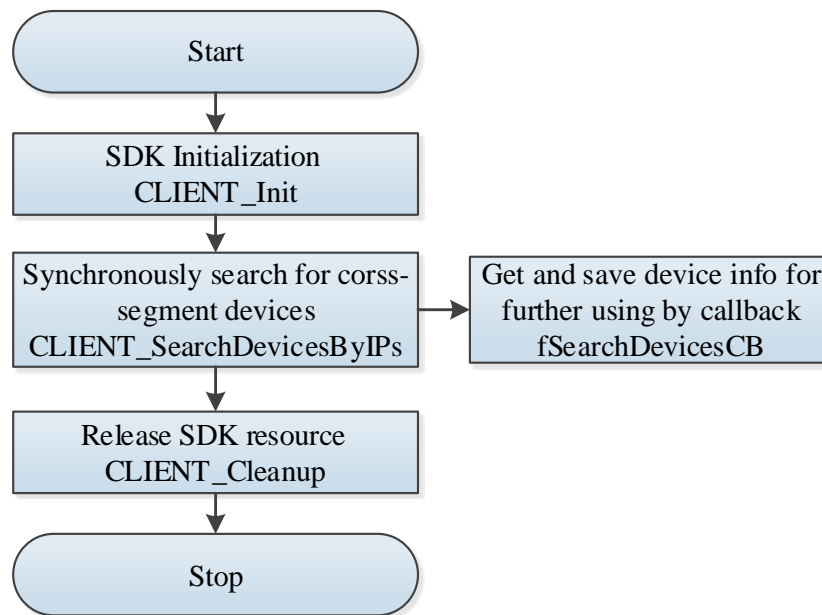 Start
SDK Initialization
CLIENT_Init
Synchronously search for corss-
segment devices
CLIENT_SearchDevicesByIPs
Get and save device info for
further using by callback
fSearchDevicesCB
Release SDK resource
CLIENT_Cleanup
Stop